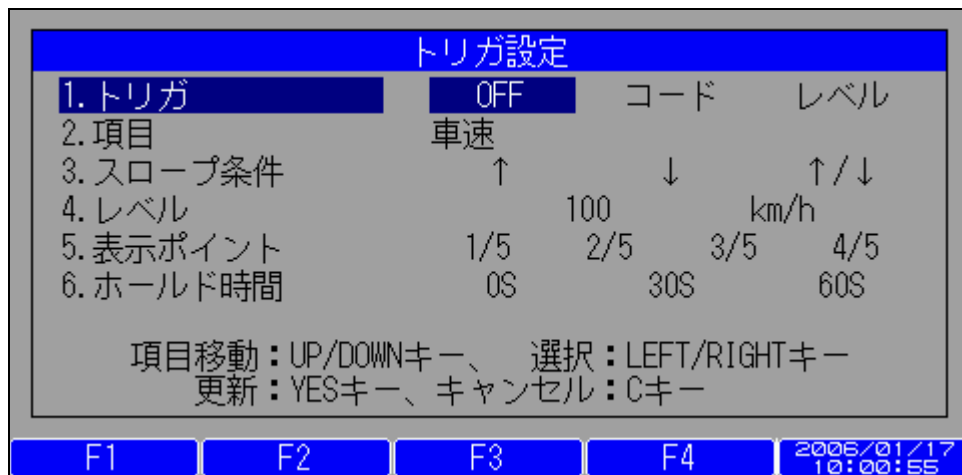 トリガ設定
1.トリガ OFF コード レベル
2.項目 車速
3.スロープ条件 ↑ ↓ ↑/↓
4.レベル 100 km/h
5.表示ポイント 1/5 2/5 3/5 4/5
6.ホールド時間 0S 30S 60S
項目移動：UP/DOWNキー、 選択：LEFT/RIGHTキー
更新：YESキー、キャンセル：Cキー
F1 F2 F3 F4 2006/01/17
10:00:55